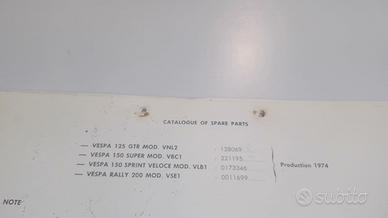 CATALOGUE OF SPARE PARTS
— VESPA 125 GTR MOD. VNL2 : 128069
— VESPA 150 SUPER MOD. VBC1 : 221195
— VESPA 150 SPRINT VELOCE MOD. VLB1 : 0173346
— VESPA RALLY 200 MOD. VSE1 : 0011699
Production 1974
NOTE
subito